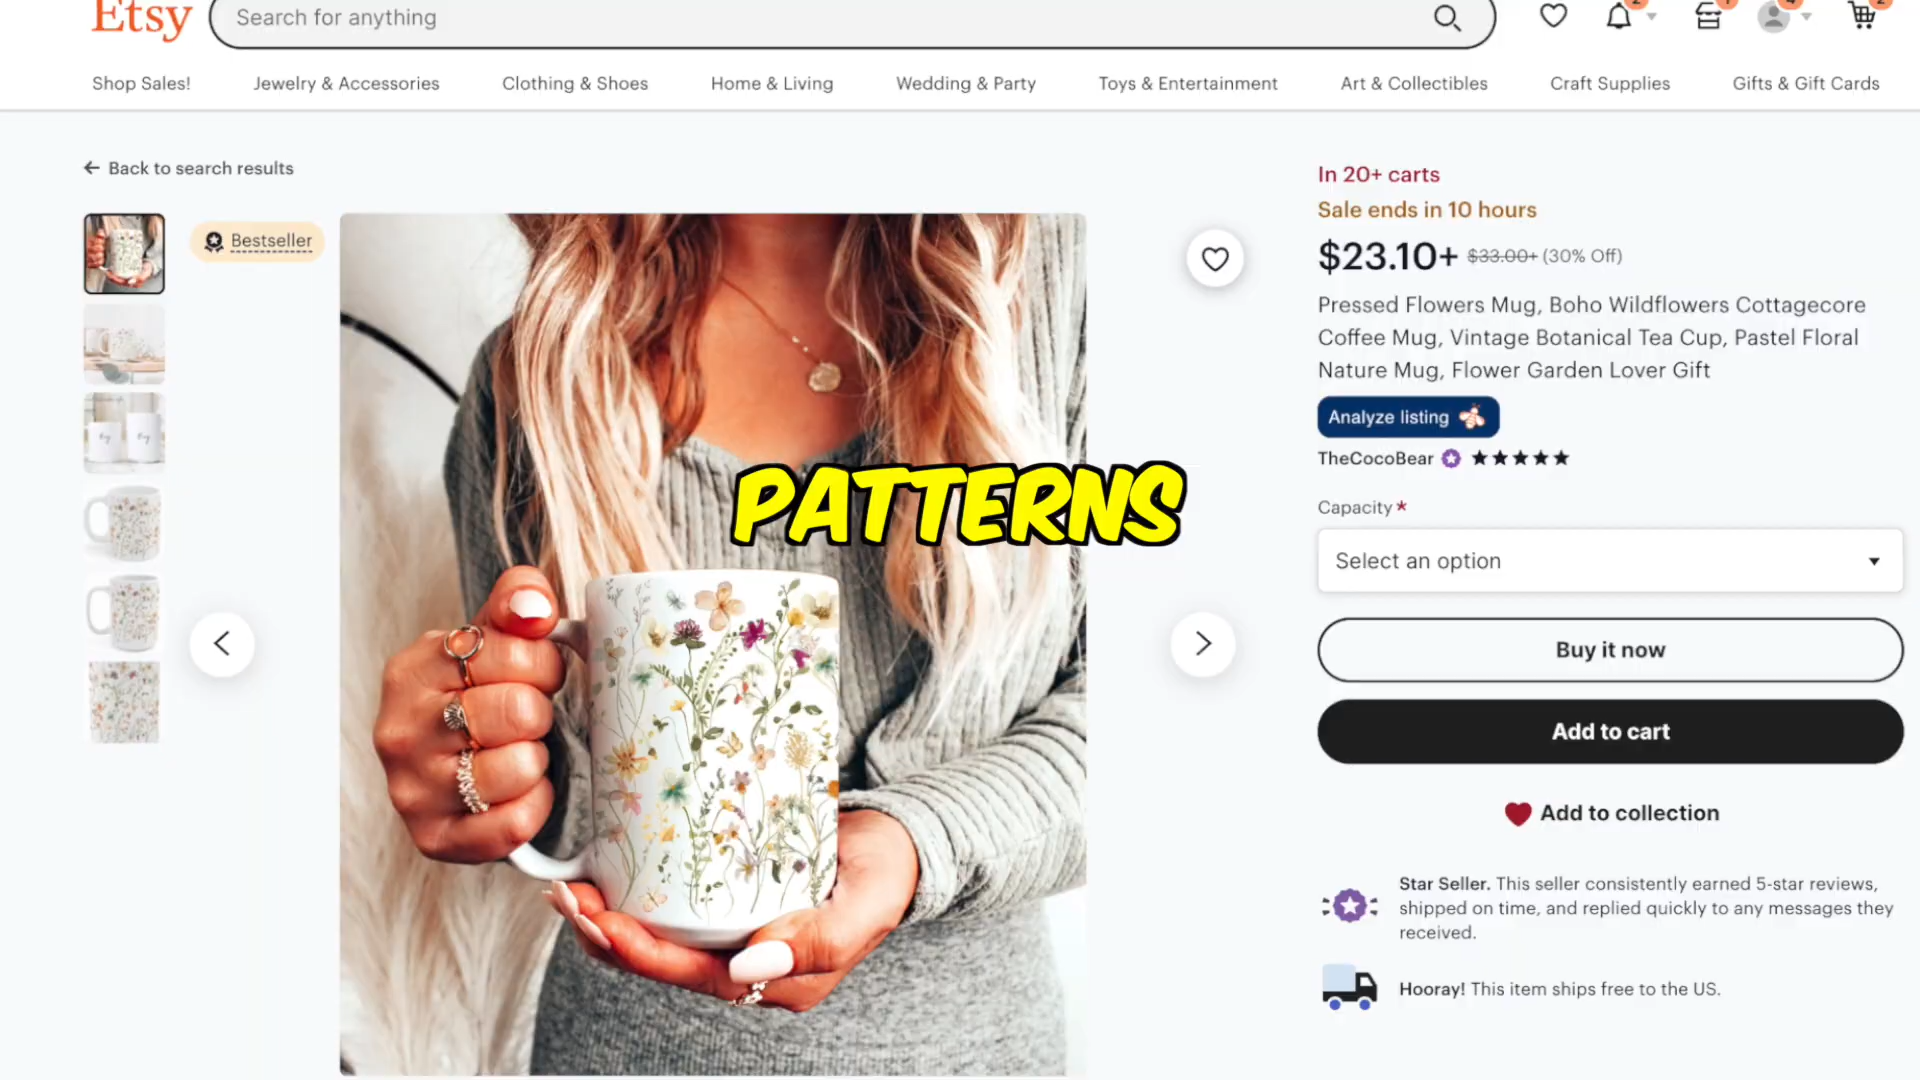 Etsy
Search for anything
Shop Sales!
Jewelry & Accessories
Clothing & Shoes
Home & Living
Wedding & Party
Toys & Entertainment
Art & Collectibles
Craft Supplies
Gifts & Gift Cards
Back to search results
Bestseller
PATTERNS
In 20+ carts
Sale ends in 10 hours
$23.10+ $33.00+ (30% Off)
Pressed Flowers Mug, Boho Wildflowers Cottagecore
Coffee Mug, Vintage Botanical Tea Cup, Pastel Floral
Nature Mug, Flower Garden Lover Gift
Analyze listing
TheCocoBear
Capacity *
Select an option
Buy it now
Add to cart
Add to collection
Star Seller. This seller consistently earned 5-star reviews,
shipped on time, and replied quickly to any messages they
received.
Hooray! This item ships free to the US.